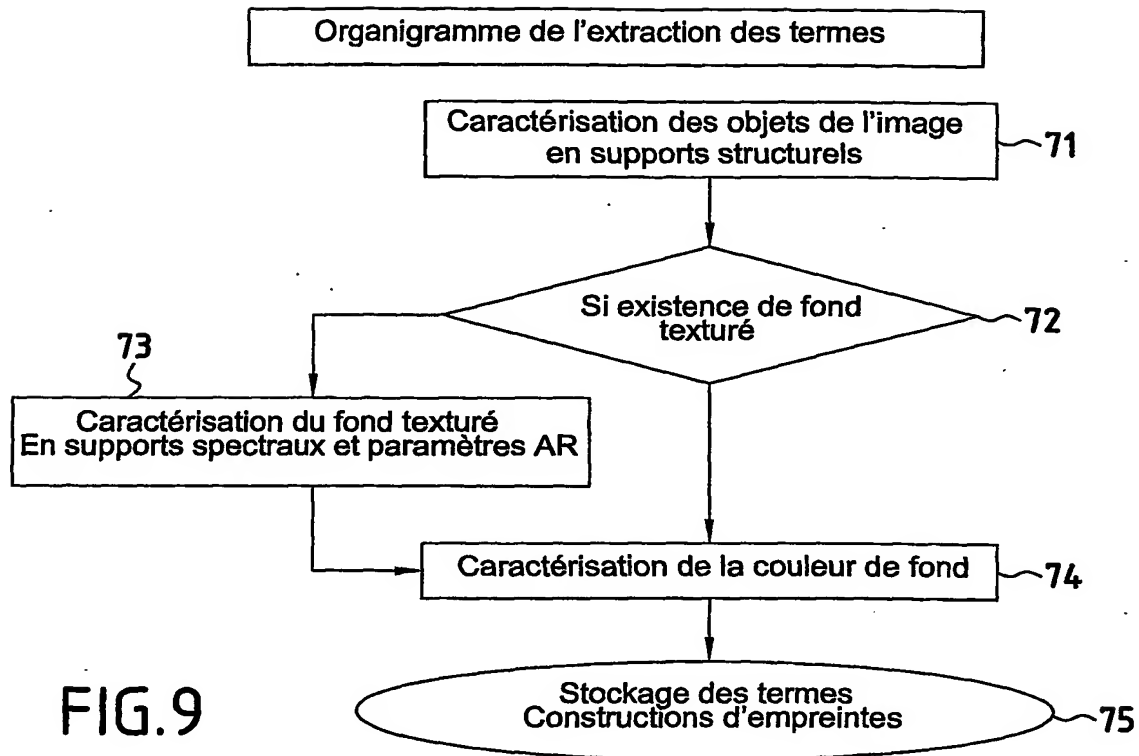 Organigramme de l'extraction des termes
Caractérisation des objets de l'image
en supports structurels
71
Si existence de fond
texturé
72
73
Caractérisation du fond texturé
En supports spectraux et paramètres AR
Caractérisation de la couleur de fond
74
Stockage des termes
Constructions d'empreintes
75
FIG.9